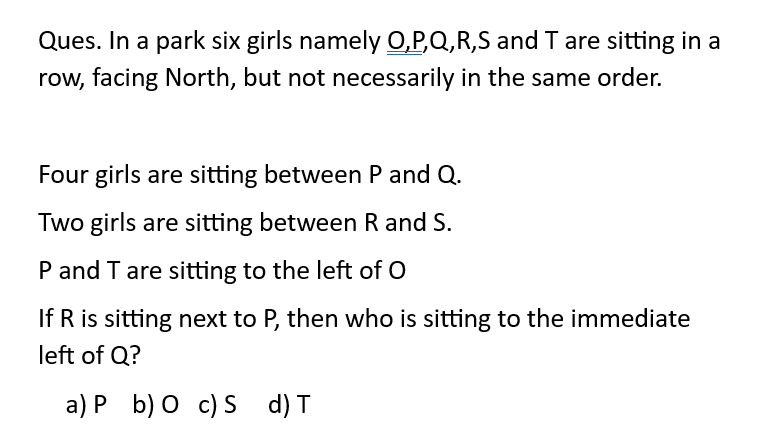 Ques. In a park six girls namely O,P,Q,R,S and T are sitting in a
row, facing North, but not necessarily in the same order.
Four girls are sitting between P and Q.
Two girls are sitting between R and S.
P and T are sitting to the left of O
If R is sitting next to P, then who is sitting to the immediate
left of Q?
a) P b) O c) S d) T